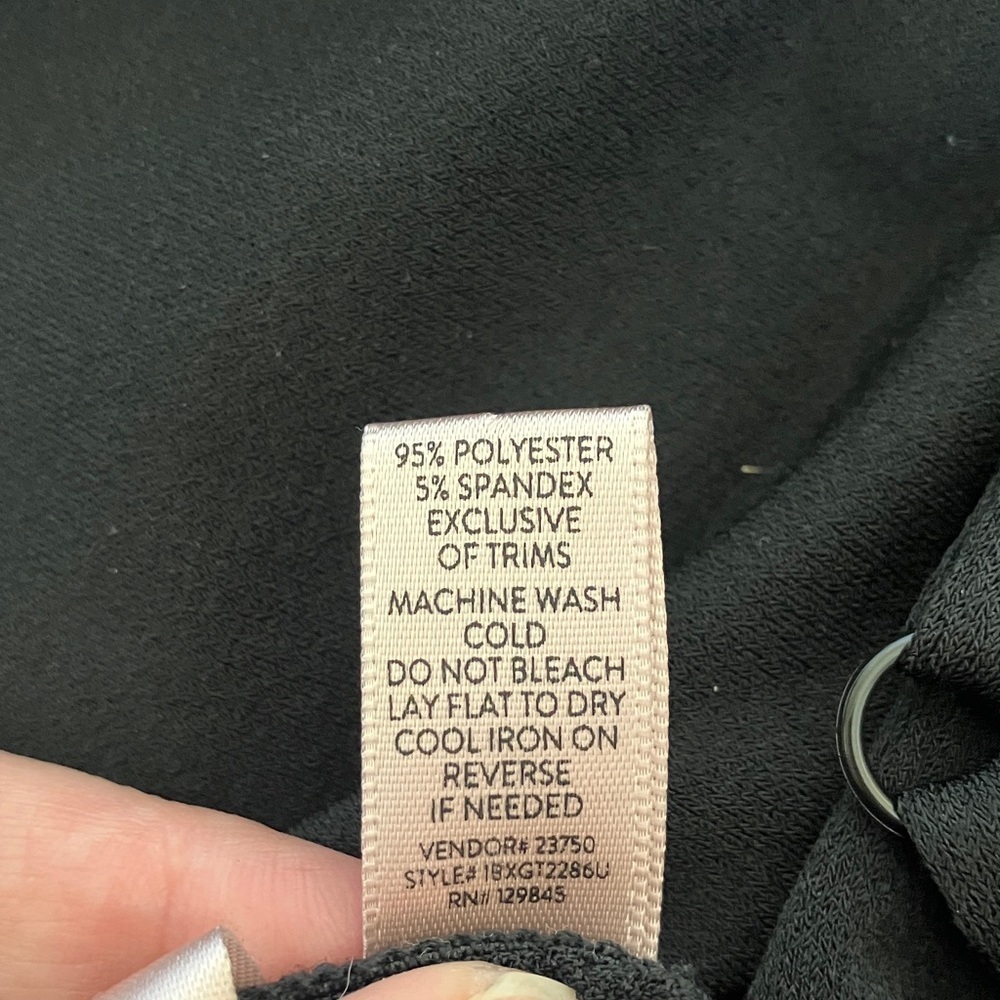 95% POLYESTER
5% SPANDEX
EXCLUSIVE
OF TRIMS
MACHINE WASH
COLD
DO NOT BLEACH
LAY FLAT TO DRY
COOL IRON ON
REVERSE
IF NEEDED
VENDOR# 23750
STYLE# 1BXGT2286U
RN# 129845